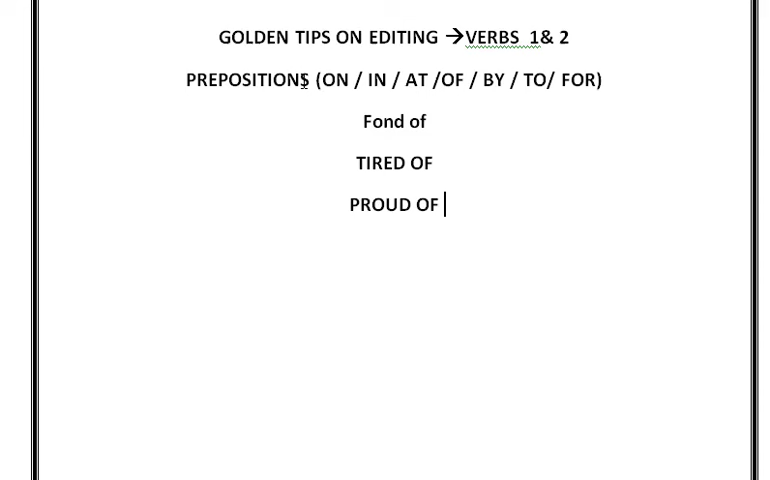 GOLDEN TIPS ON EDITING →VERBS 1& 2
PREPOSITIONS (ON / IN / AT /OF / BY / TO/ FOR)
Fond of
TIRED OF
PROUD OF